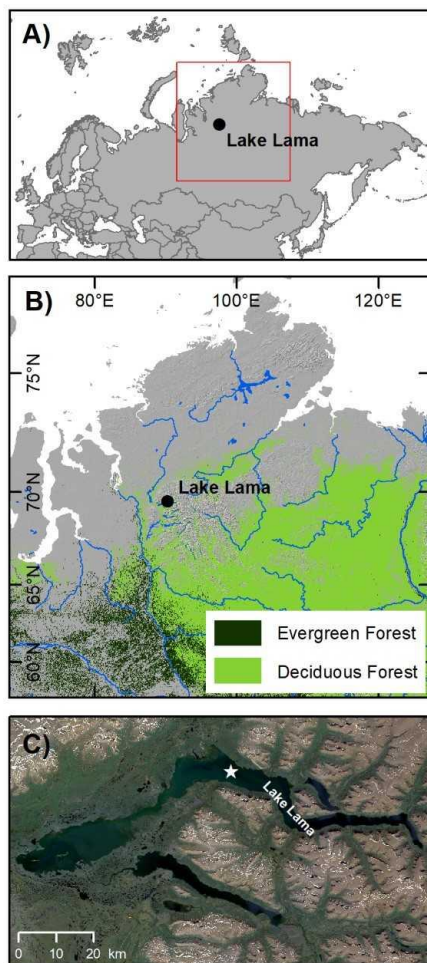 A)
Lake Lama
B)
80°E 100°E 120°E
75°N
70°N
65°N
60°N
Lake Lama
Evergreen Forest
Deciduous Forest
C)
Lake Lama
0 10 20
km